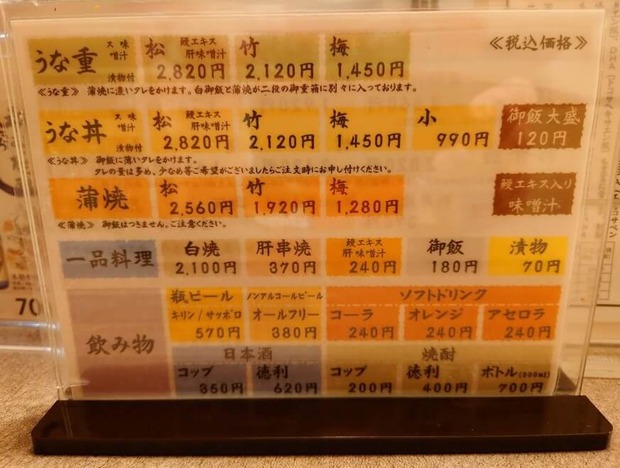 ≪税込価格≫
うな重 ス味噌汁 漬物付 松 鰻エキス肝味噌汁 2,820円 竹 2,120円 梅 1,450円
≪うな重≫ 蒲焼に濃いタレをかけます。白御飯と蒲焼が二段の御重箱に別々に入っております。
うな丼 ス味噌汁 漬物付 松 鰻エキス肝味噌汁 2,820円 竹 2,120円 梅 1,450円 小 990円 御飯大盛 120円
≪うな丼≫ 御飯に薄いタレをかけます。
タレの量は多め、少なめ等ご希望がございましたらご注文時にお申し付けください。
蒲焼 松 2,560円 竹 1,920円 梅 1,280円 鰻エキス入り味噌汁
≪蒲焼≫ 御飯はつきません。ご注意ください。
一品料理 白焼 2,100円 肝串焼 370円 鰻エキス肝味噌汁 240円 御飯 180円 漬物 70円
飲み物
瓶ビール ノンアルコールビール ソフトドリンク
キリン/サッポロ 570円 オールフリー 380円 コーラ 240円 オレンジ 240円 アセロラ 240円
日本酒 焼酎
コップ 350円 徳利 620円 コップ 200円 徳利 400円 ボトル(300ml) 700円
70